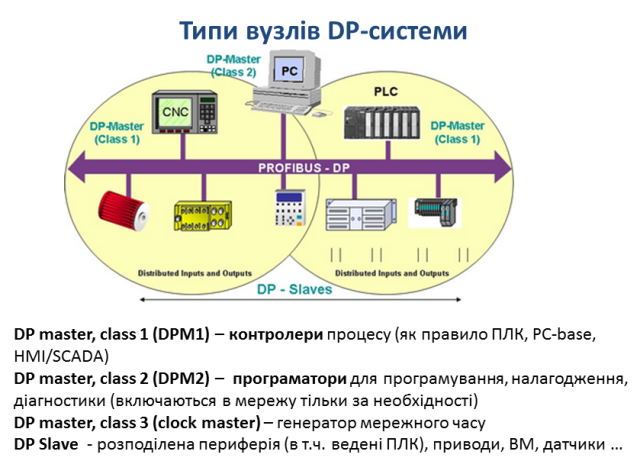 Типи вузлів DP-системи
DP-Master
(Class 2)
PC
PLC
CNC
DP-Master
(Class 1)
DP-Master
(Class 1)
PROFIBUS - DP
Distributed Inputs and Outputs
Distributed Inputs and Outputs
DP - Slaves
DP master, class 1 (DPM1) – контролери процесу (як правило ПЛК, PC-base,
HMI/SCADA)
DP master, class 2 (DPM2) – програматори для програмування, налагодження,
діагностики (включаються в мережу тільки за необхідності)
DP master, class 3 (clock master) – генератор мережного часу
DP Slave - розподілена периферія (в т.ч. ведені ПЛК), приводи, ВМ, датчики ...